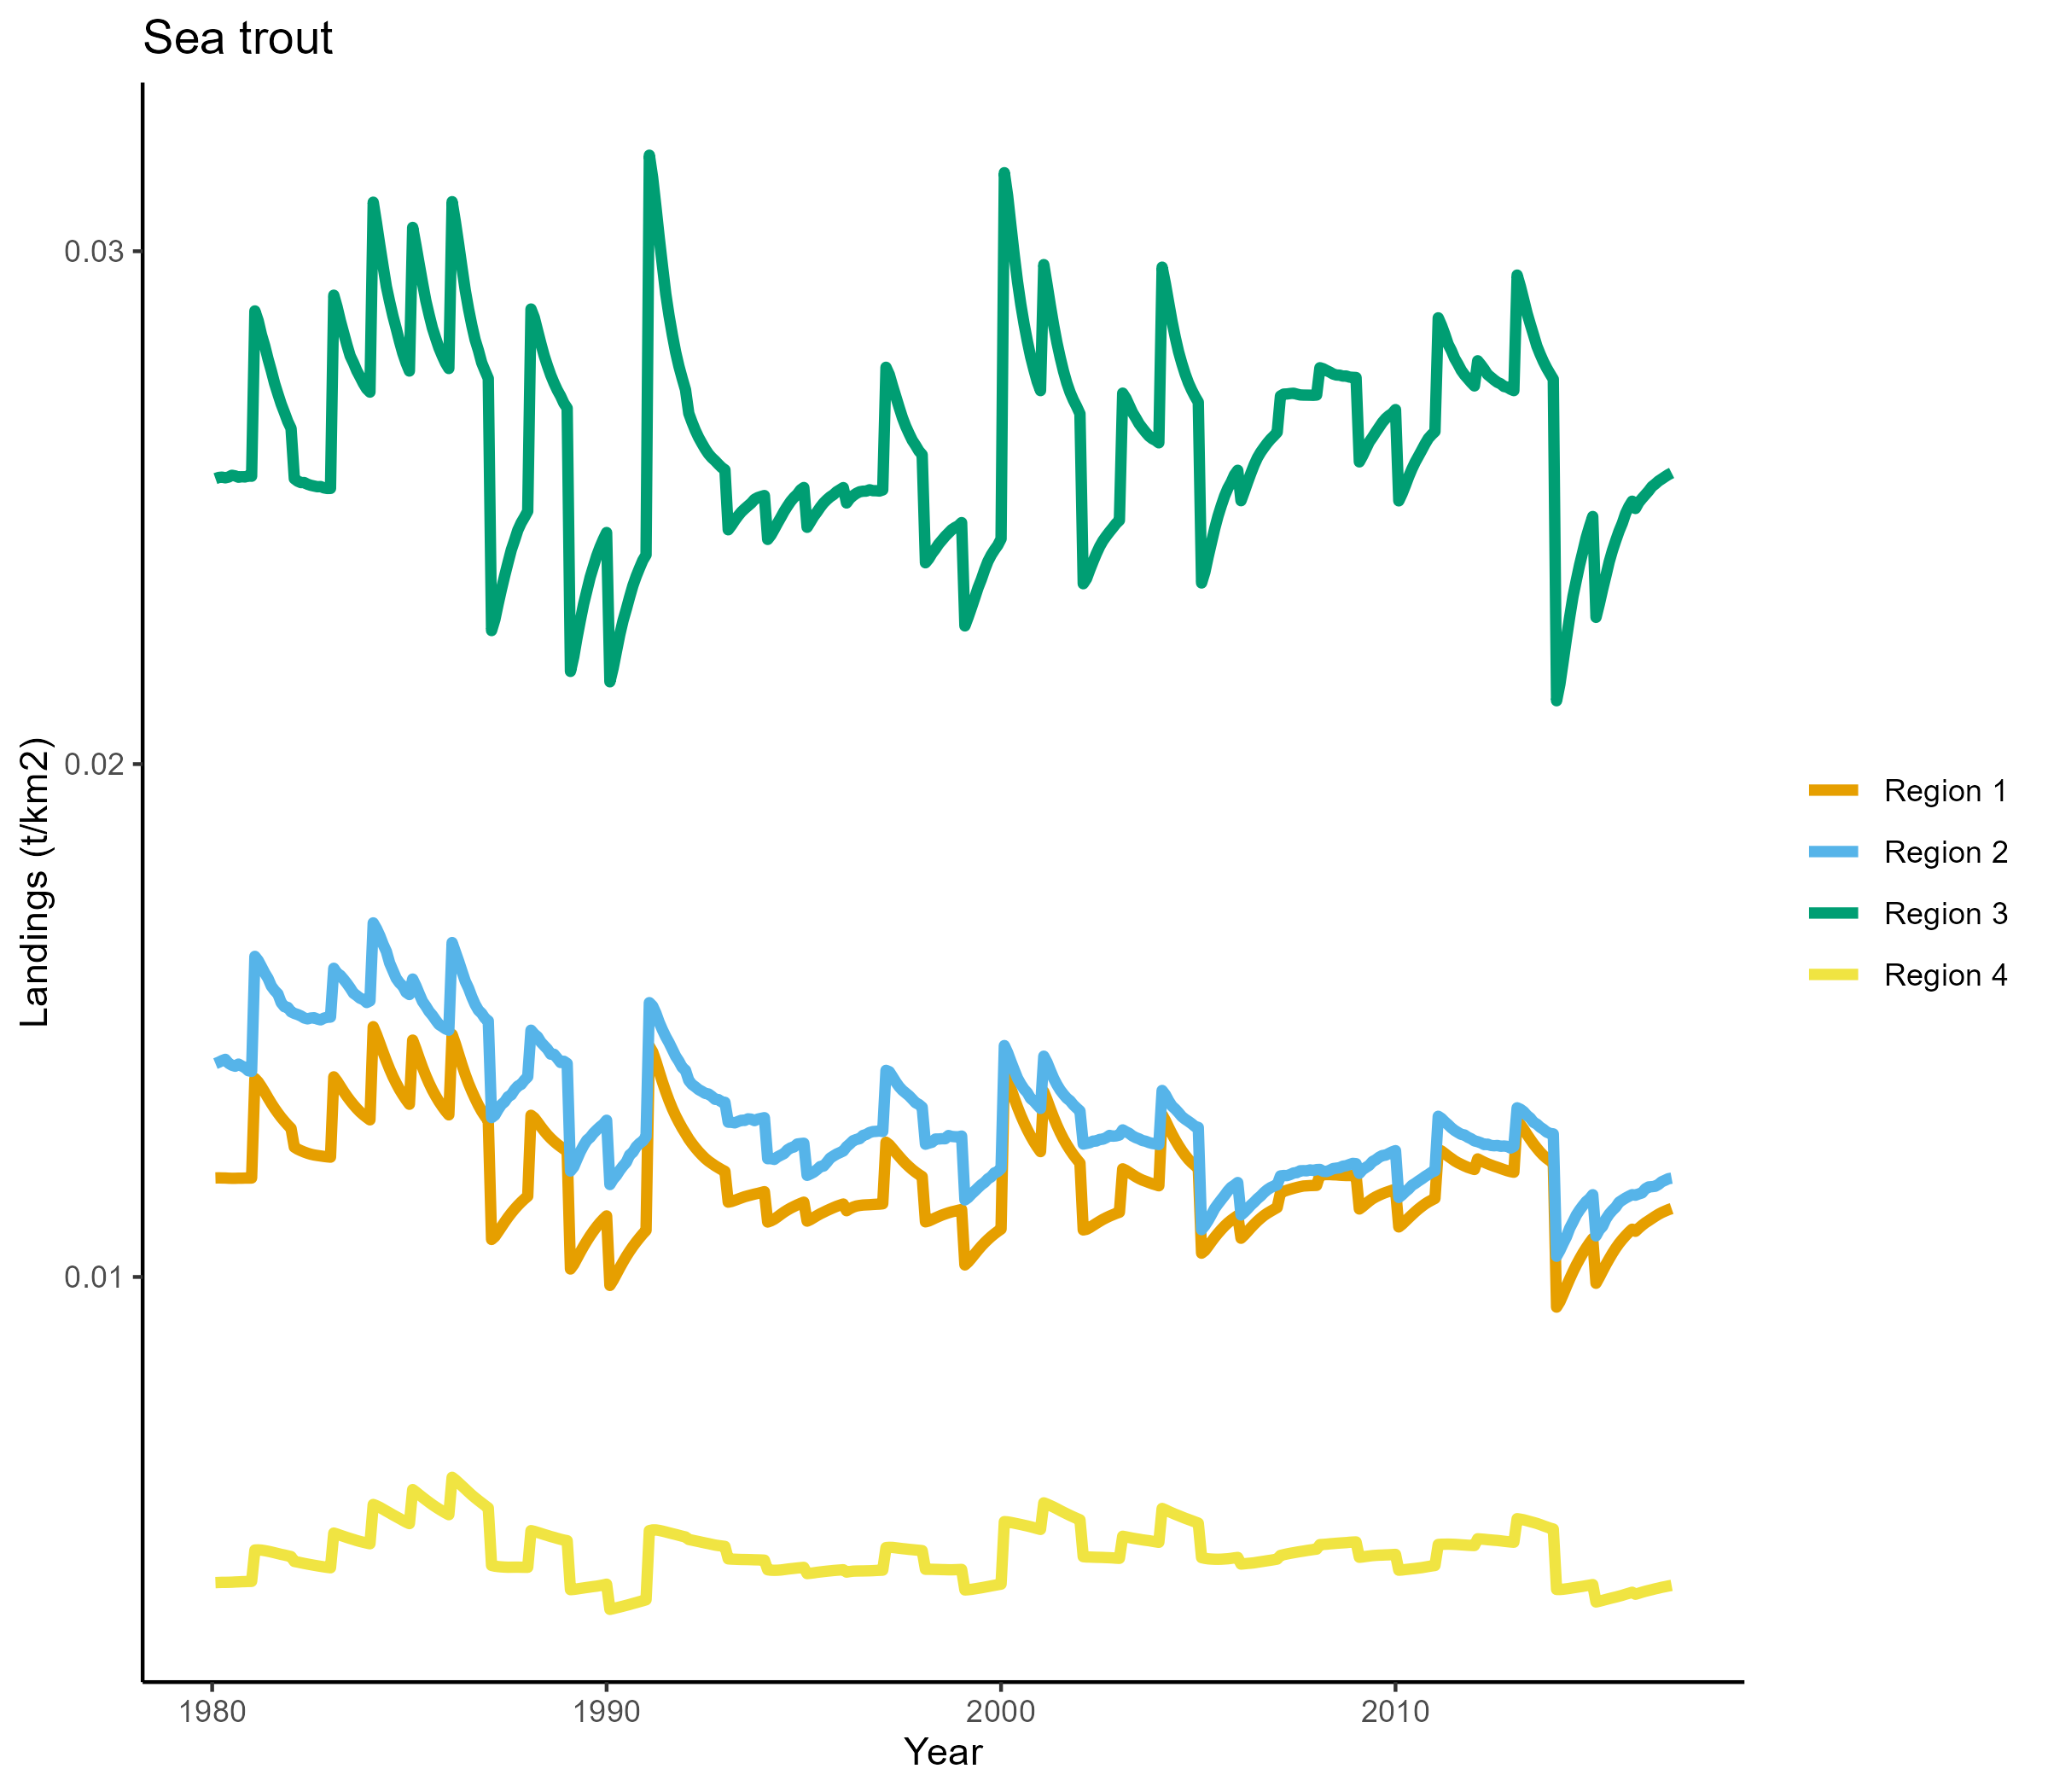 Sea trout
Landings (t/km2)
0.03
0.02
0.01
1980
1990
2000
2010
Year
Region 1
Region 2
Region 3
Region 4